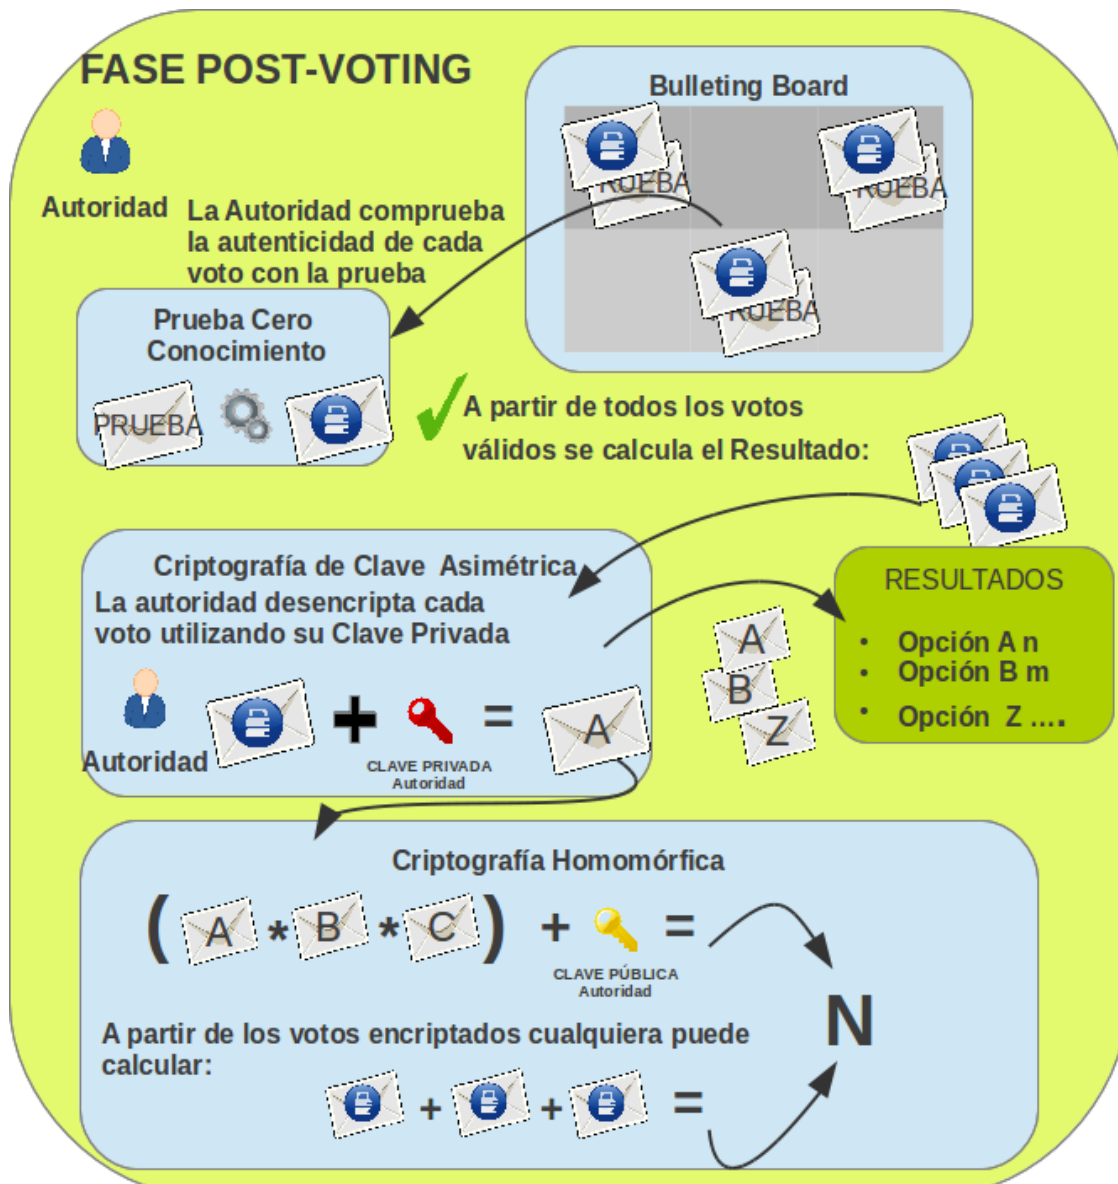 FASE POST-VOTING
Bulleting Board
PRUEBA
PRUEBA
PRUEBA
Autoridad
La Autoridad comprueba
la autenticidad de cada
voto con la prueba
Prueba Cero
Conocimiento
PRUEBA
A partir de todos los votos
válidos se calcula el Resultado:
Criptografía de Clave Asimétrica
La autoridad desencripta cada
voto utilizando su Clave Privada
Autoridad
+
=
A
CLAVE PRIVADA
Autoridad
A
B
Z
RESULTADOS
• Opción A n
• Opción B m
• Opción Z ....
Criptografía Homomórfica
( A * B * C ) + =
CLAVE PÚBLICA
Autoridad
N
A partir de los votos encriptados cualquiera puede
calcular:
+ + =